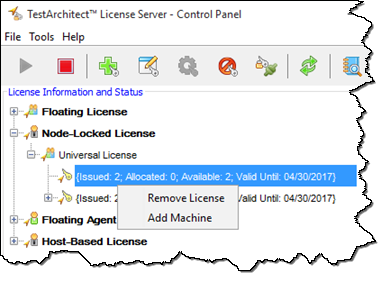 TestArchitect™ License Server - Control Panel
File Tools Help
License Information and Status
Floating License
Node-Locked License
Universal License
{Issued: 2; Allocated: 0; Available: 2; Valid Until: 04/30/2017}
{Issued: 2 Valid Until: 04/30/2017}
Remove License
Add Machine
Floating Agent
Host-Based License